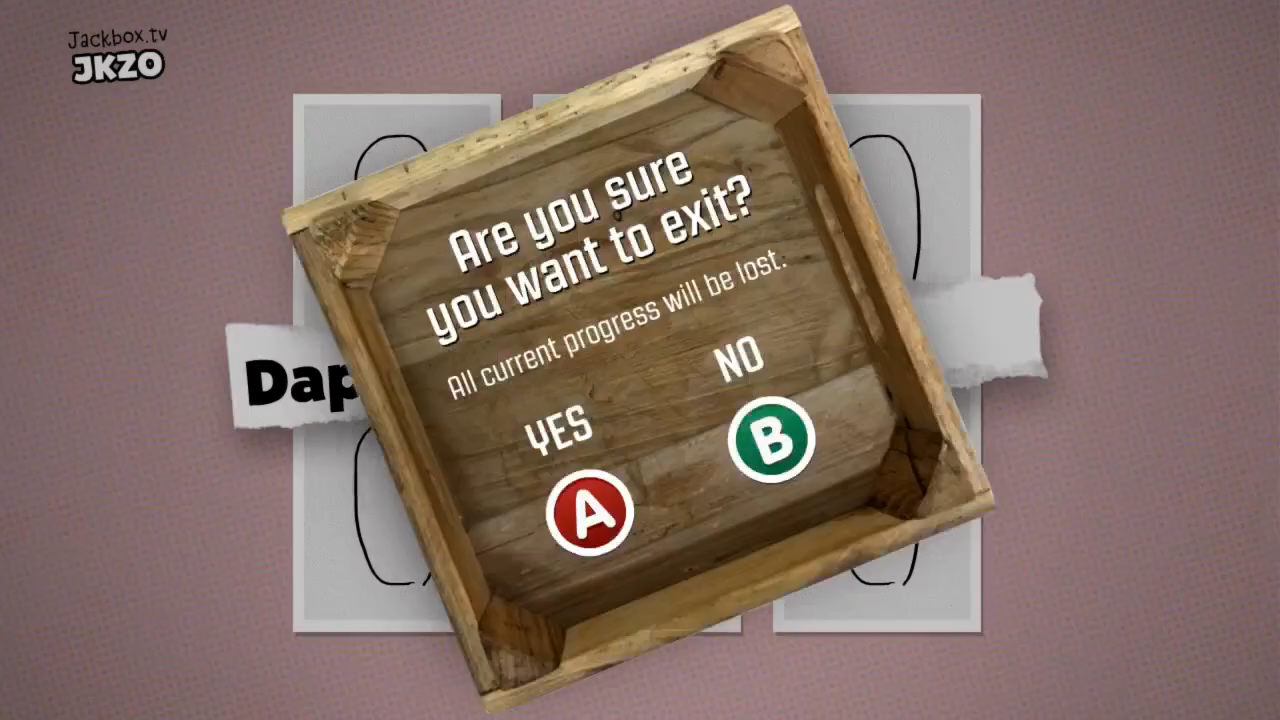 Jackbox.tv
JKZO
Are you sure
you want to exit?
All current progress will be lost.
YES
NO
A
B
Dap